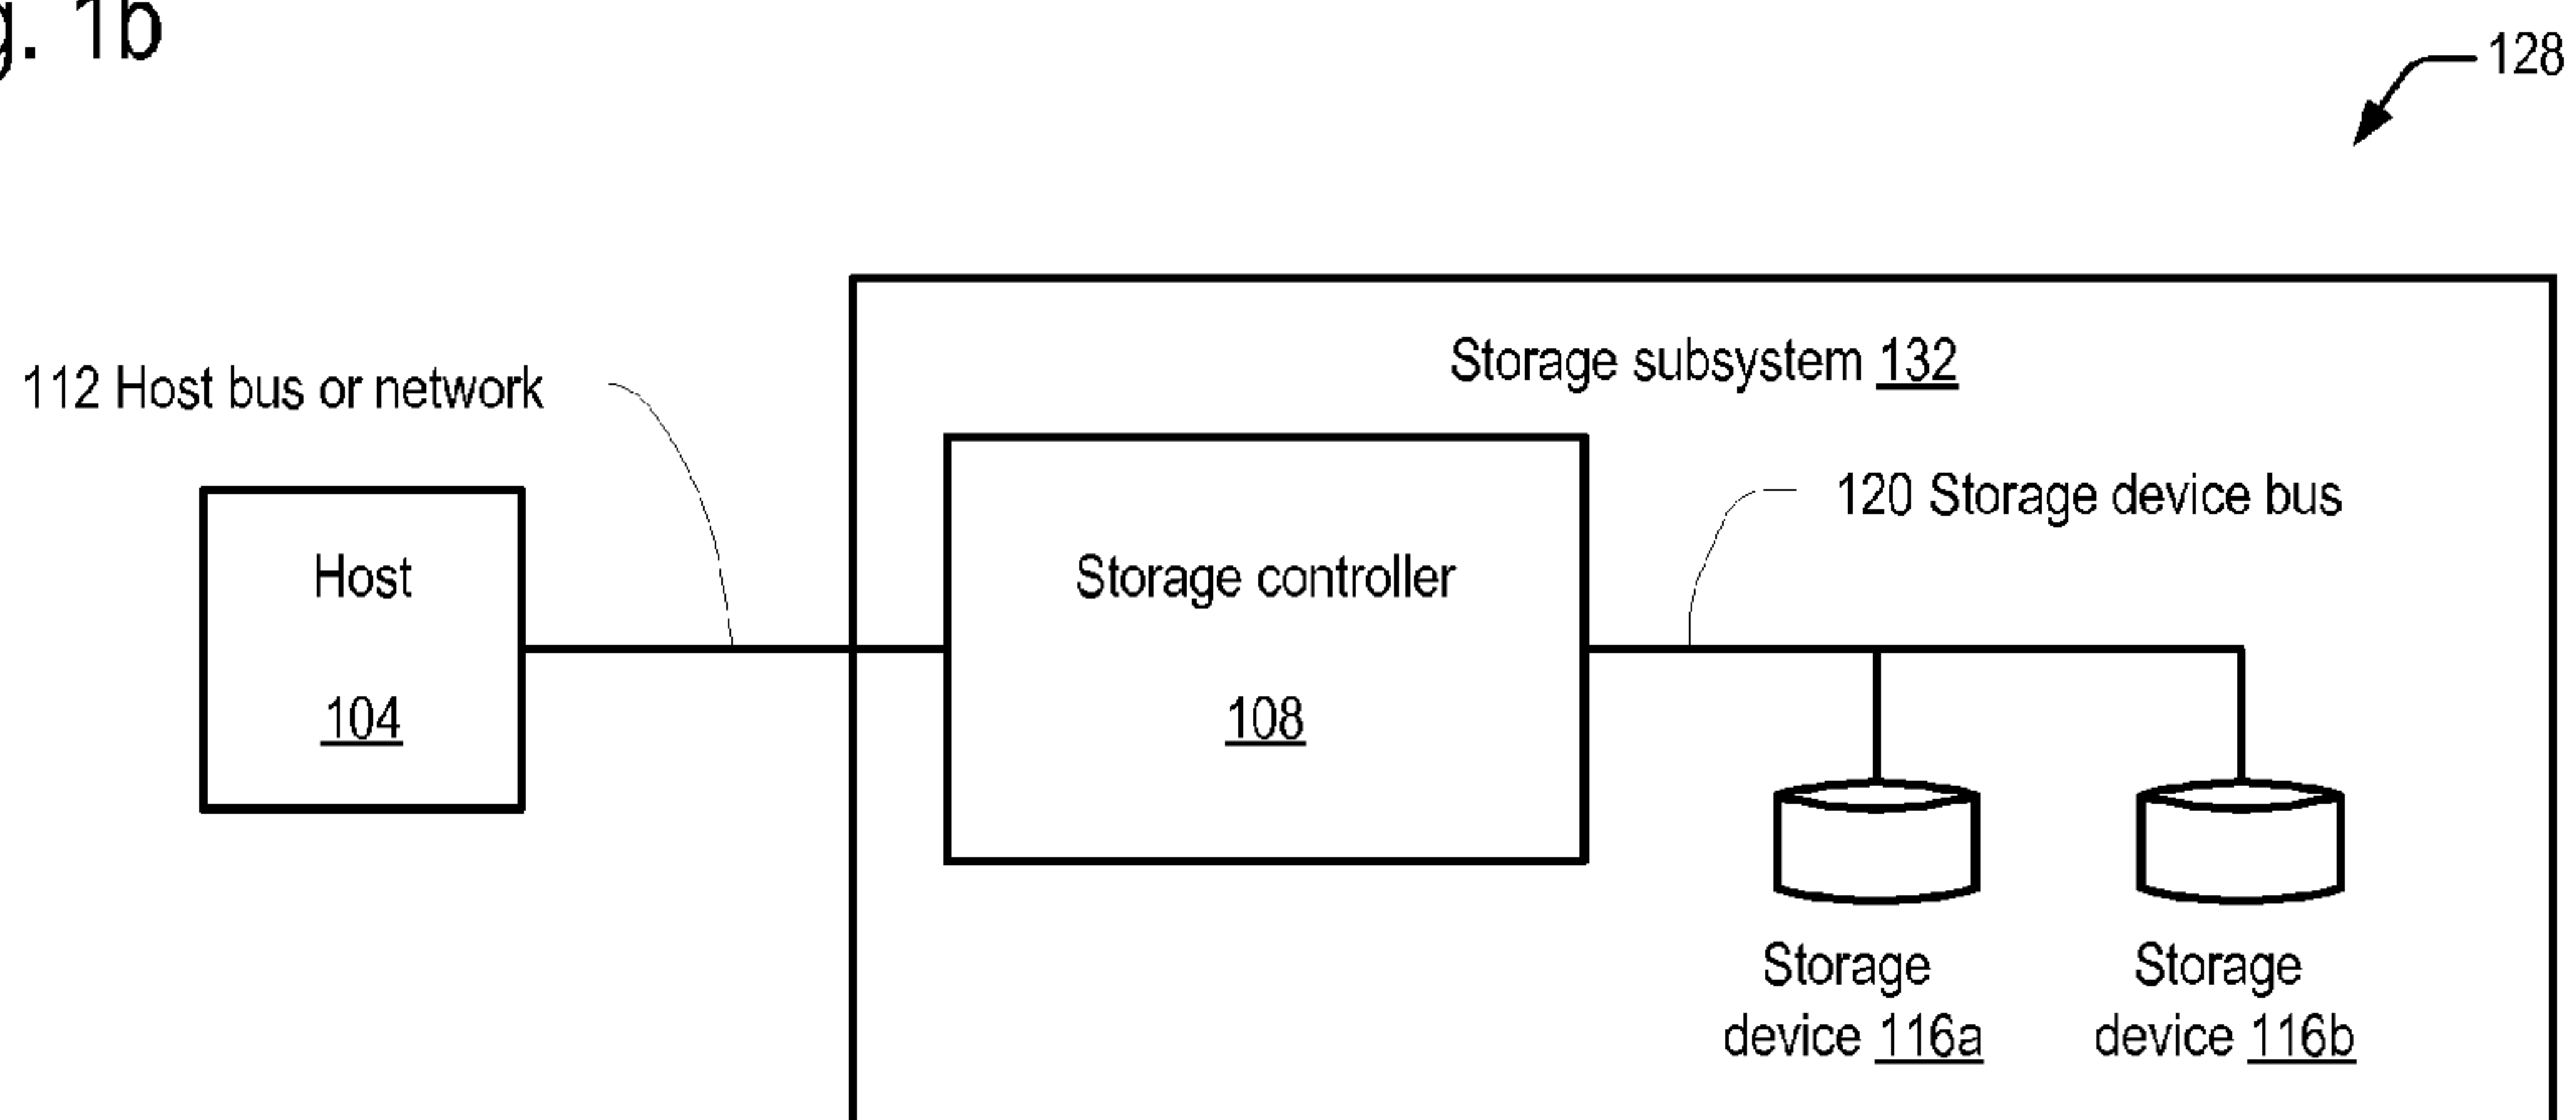 g. 1b
128
Storage subsystem 132
112 Host bus or network
120 Storage device bus
Host
104
Storage controller
108
Storage
device 116a
Storage
device 116b